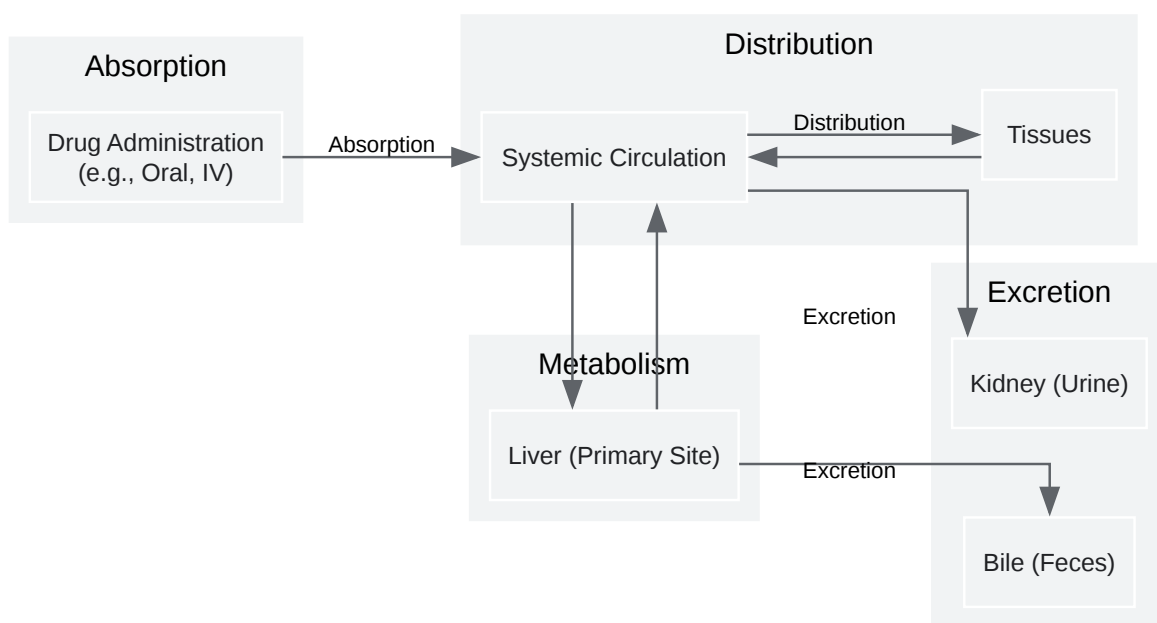 Distribution
Absorption
Drug Administration
(e.g., Oral, IV)
Absorption
Systemic Circulation
Distribution
Tissues
Excretion
Excretion
Metabolism
Kidney (Urine)
Liver (Primary Site)
Excretion
Bile (Feces)